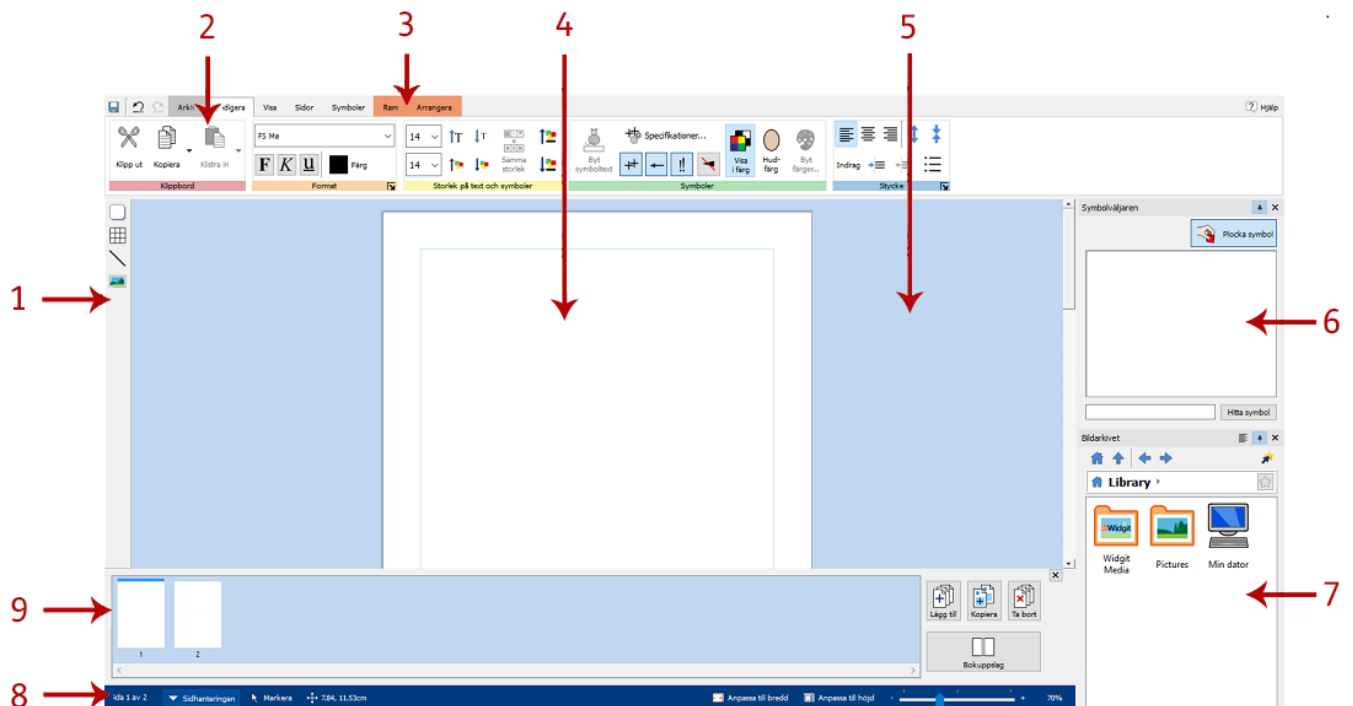 2 3 4 5
Arki digera Visa Sidor Symboler Ram Arrangera Hjälp
FS Me 14 Specifikationer...
Klipp ut Kopiera Klistra in F K u Färg 14 Samma storlek Byt symboltext Visa i färg Hud-färg Byt färger... Indrag
Klippbord Format Storlek på text och symboler Symboler Stycke
Symbolväljaren
Plocka symbol
1
6
Hitta symbol
Bildarkivet
Library
Widgit
Widgit Media Pictures Min dator
7
9
Lägg till Kopiera Ta bort
1 2
Bokuppslag
8
ida 1 av 2 Sidhanteringen Markera 7.84, 11.53cm Anpassa till bredd Anpassa till höjd - + 70%